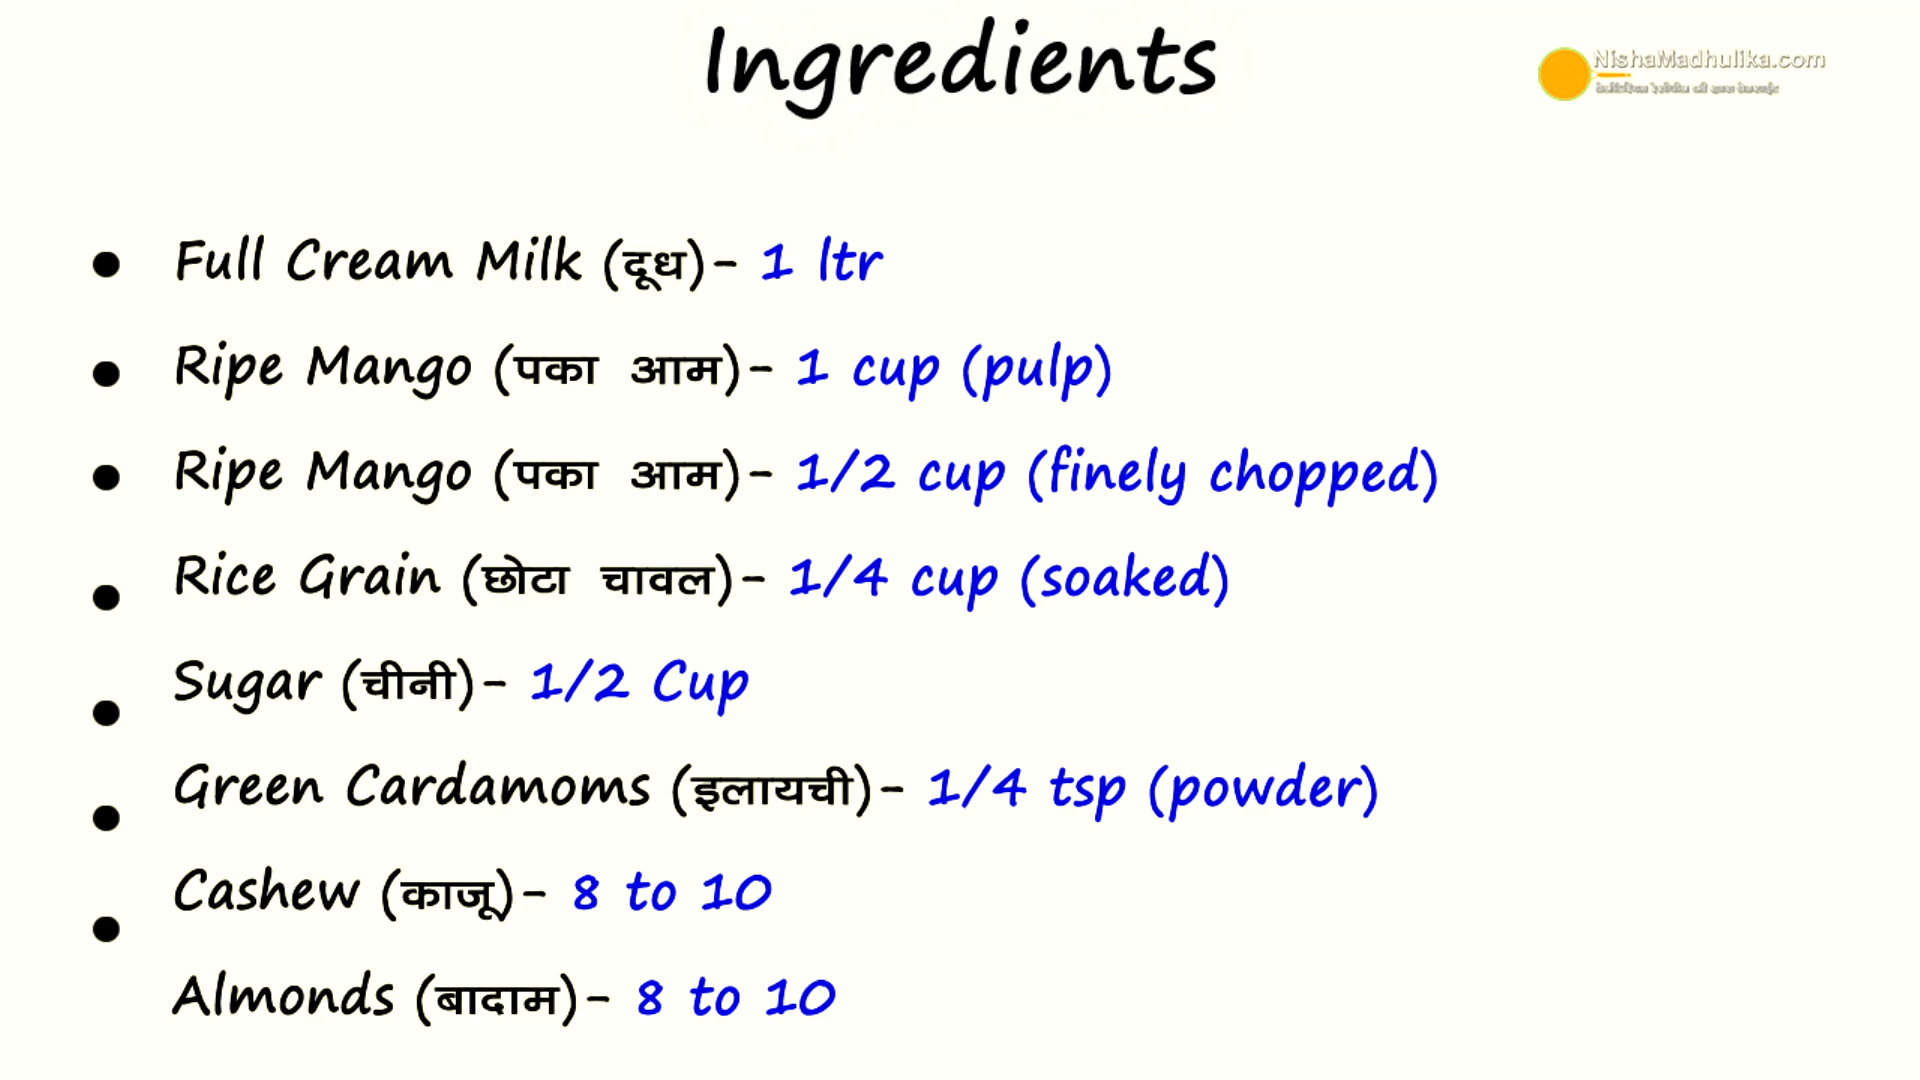 Ingredients
NishaMadhulika.com
Full Cream Milk (दूध)- 1 ltr
Ripe Mango (पका आम)- 1 cup (pulp)
Ripe Mango (पका आम)- 1/2 cup (finely chopped)
Rice Grain (छोटा चावल)- 1/4 cup (soaked)
Sugar (चीनी)- 1/2 Cup
Green Cardamoms (इलायची)- 1/4 tsp (powder)
Cashew (काजू)- 8 to 10
Almonds (बादाम)- 8 to 10